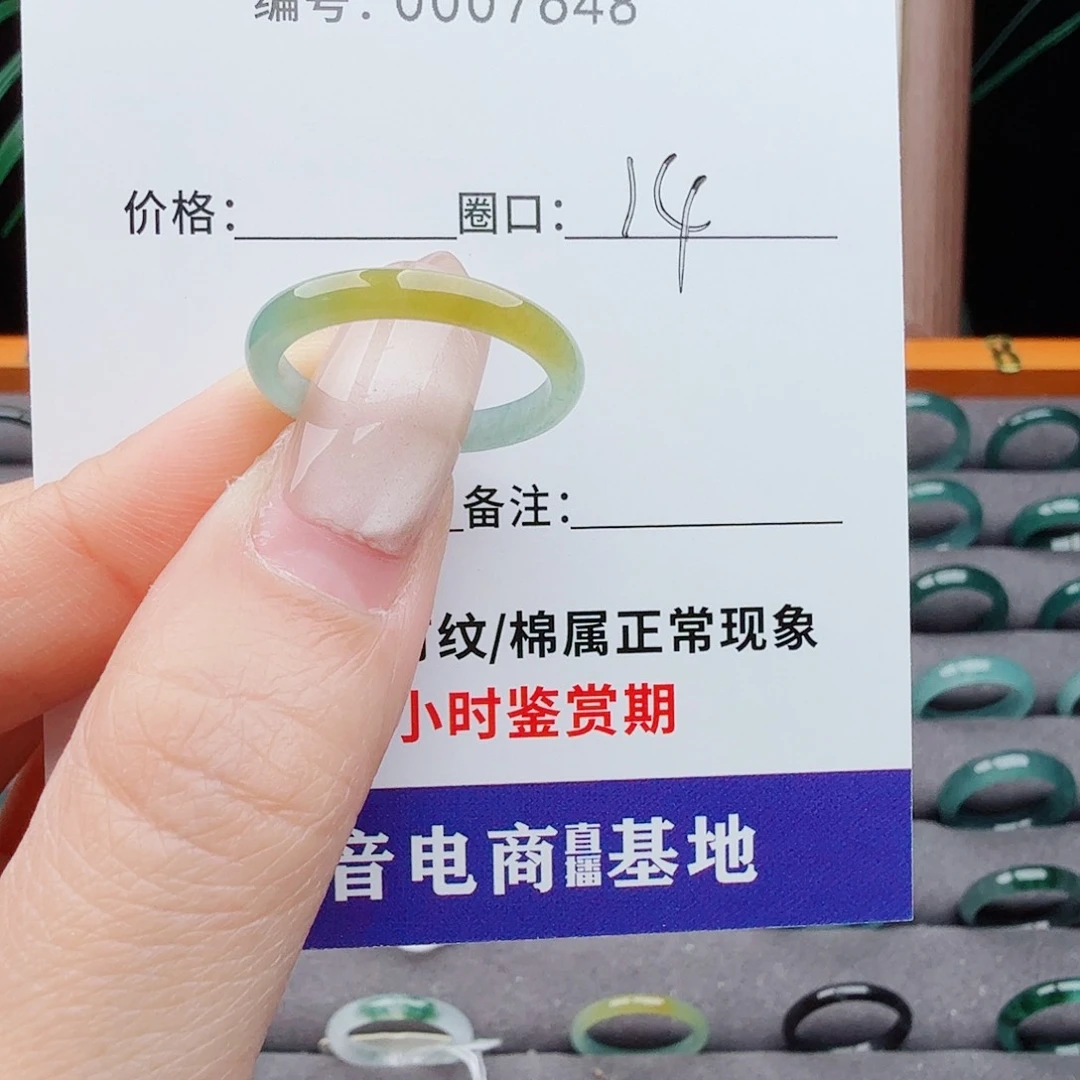 编号: 0007648
价格: 圈口: 14
备注:
纹/棉属正常现象
小时鉴赏期
音电商直播基地